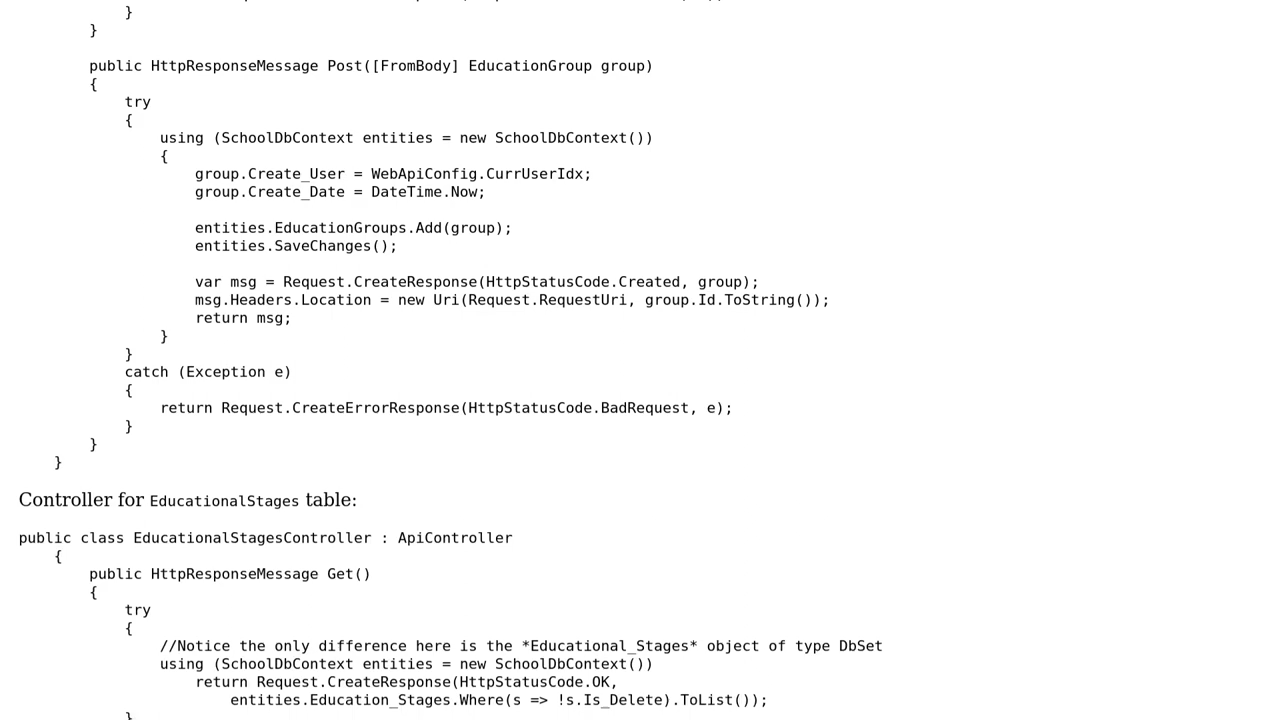 }
        }

        public HttpResponseMessage Post([FromBody] EducationGroup group)
        {
            try
            {
                using (SchoolDbContext entities = new SchoolDbContext())
                {
                    group.Create_User = WebApiConfig.CurrUserIdx;
                    group.Create_Date = DateTime.Now;

                    entities.EducationGroups.Add(group);
                    entities.SaveChanges();

                    var msg = Request.CreateResponse(HttpStatusCode.Created, group);
                    msg.Headers.Location = new Uri(Request.RequestUri, group.Id.ToString());
                    return msg;
                }
            }
            catch (Exception e)
            {
                return Request.CreateErrorResponse(HttpStatusCode.BadRequest, e);
            }
        }
    }
Controller for EducationalStages table:
public class EducationalStagesController : ApiController
    {
        public HttpResponseMessage Get()
        {
            try
            {
                //Notice the only difference here is the *Educational_Stages* object of type DbSet
                using (SchoolDbContext entities = new SchoolDbContext())
                    return Request.CreateResponse(HttpStatusCode.OK,
                        entities.Education_Stages.Where(s => !s.Is_Delete).ToList());
            }